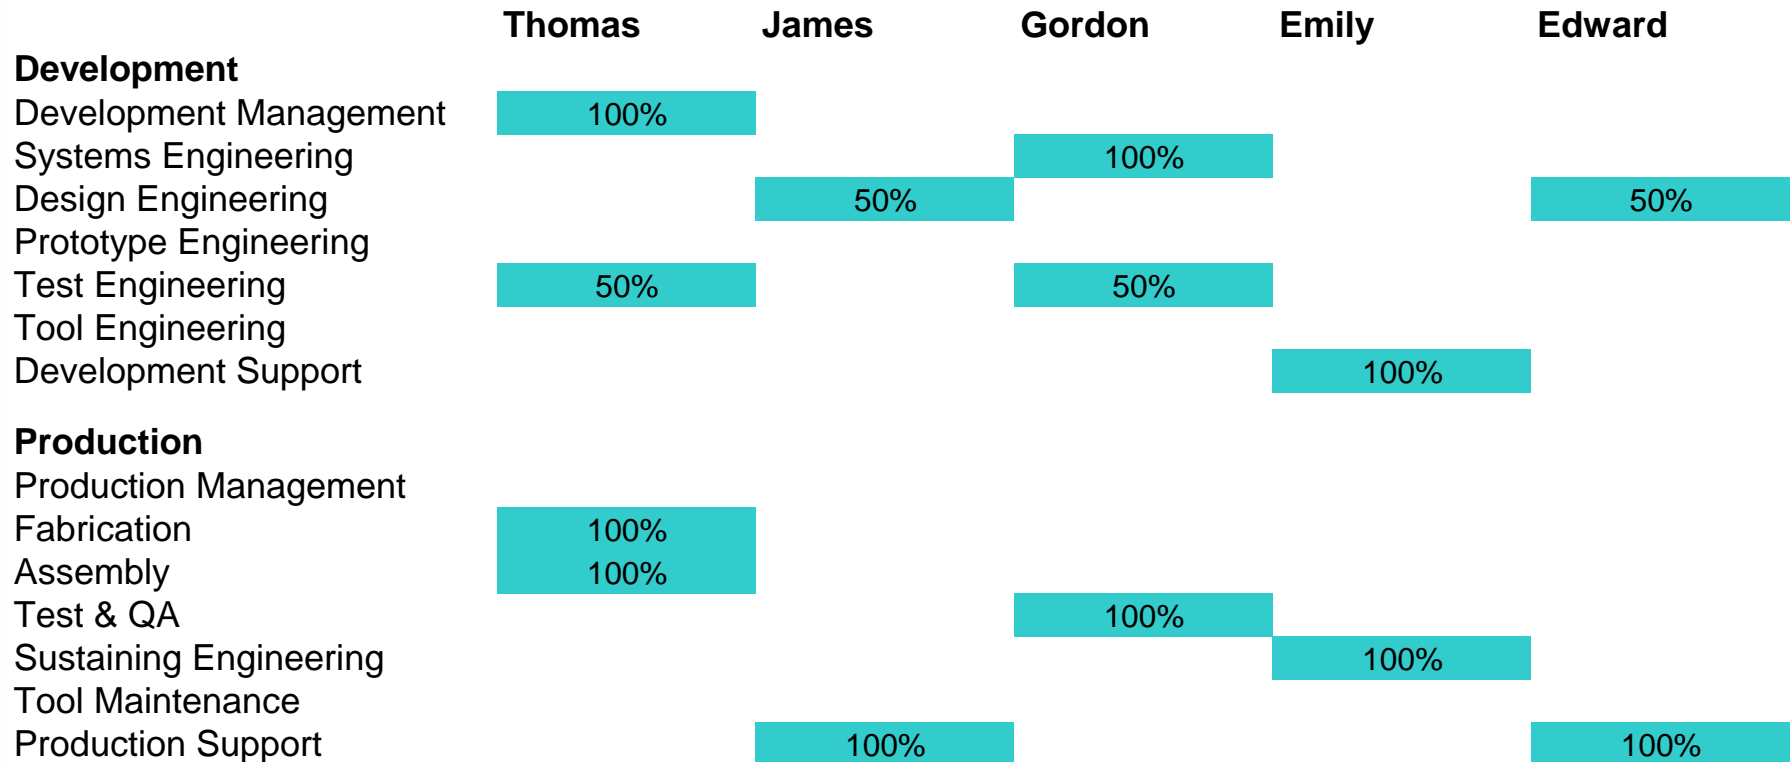 Thomas James Gordon Emily Edward
Development
Development Management 100%
Systems Engineering 100%
Design Engineering 50% 50%
Prototype Engineering
Test Engineering 50% 50%
Tool Engineering
Development Support 100%
Production
Production Management
Fabrication 100%
Assembly 100%
Test & QA 100%
Sustaining Engineering 100%
Tool Maintenance
Production Support 100% 100%